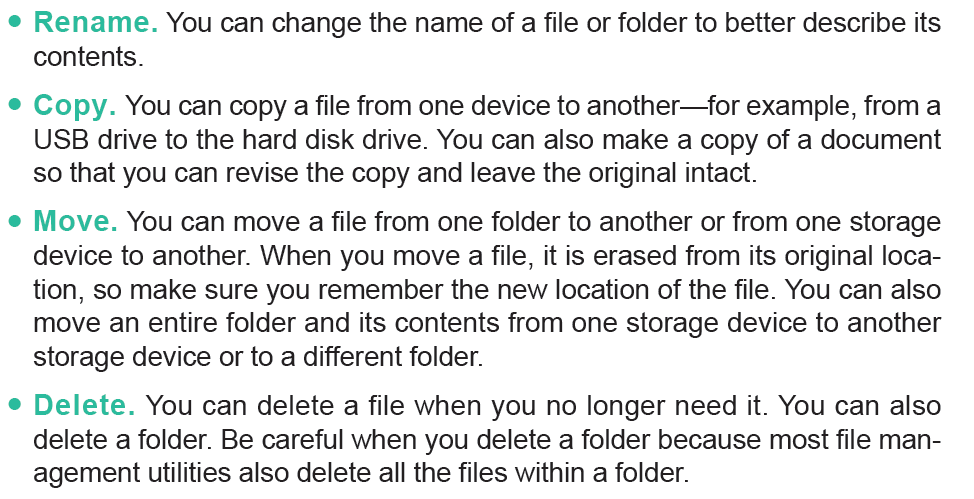 • Rename. You can change the name of a file or folder to better describe its
contents.
• Copy. You can copy a file from one device to another—for example, from a
USB drive to the hard disk drive. You can also make a copy of a document
so that you can revise the copy and leave the original intact.
• Move. You can move a file from one folder to another or from one storage
device to another. When you move a file, it is erased from its original loca-
tion, so make sure you remember the new location of the file. You can also
move an entire folder and its contents from one storage device to another
storage device or to a different folder.
• Delete. You can delete a file when you no longer need it. You can also
delete a folder. Be careful when you delete a folder because most file man-
agement utilities also delete all the files within a folder.